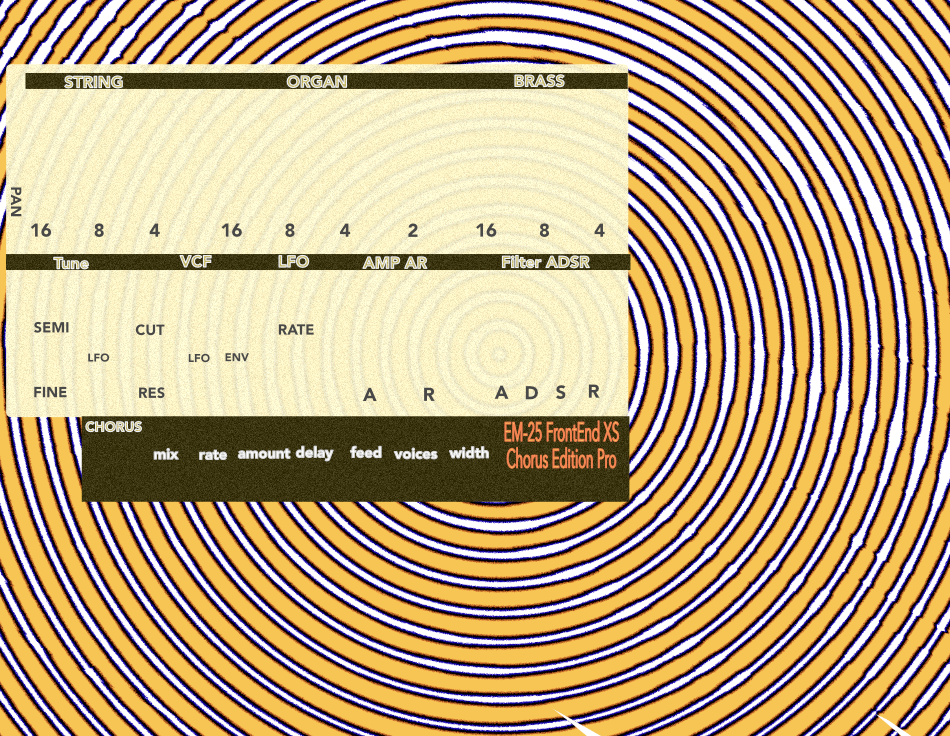 STRING ORGAN BRASS
PAN
16 8 4 16 8 4 2 16 8 4
Tune VCF LFO AMP AR Filter ADSR
SEMI CUT RATE
LFO LFO ENV
FINE RES A R A D S R
CHORUS
mix rate amount delay feed voices width
EM-25 FrontEnd XS
Chorus Edition Pro